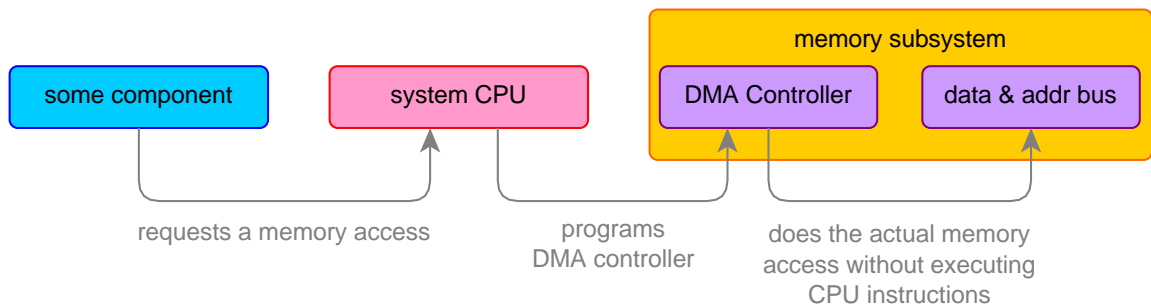 memory subsystem
some component
system CPU
DMA Controller
data & addr bus
requests a memory access
programs
DMA controller
does the actual memory
access without executing
CPU instructions